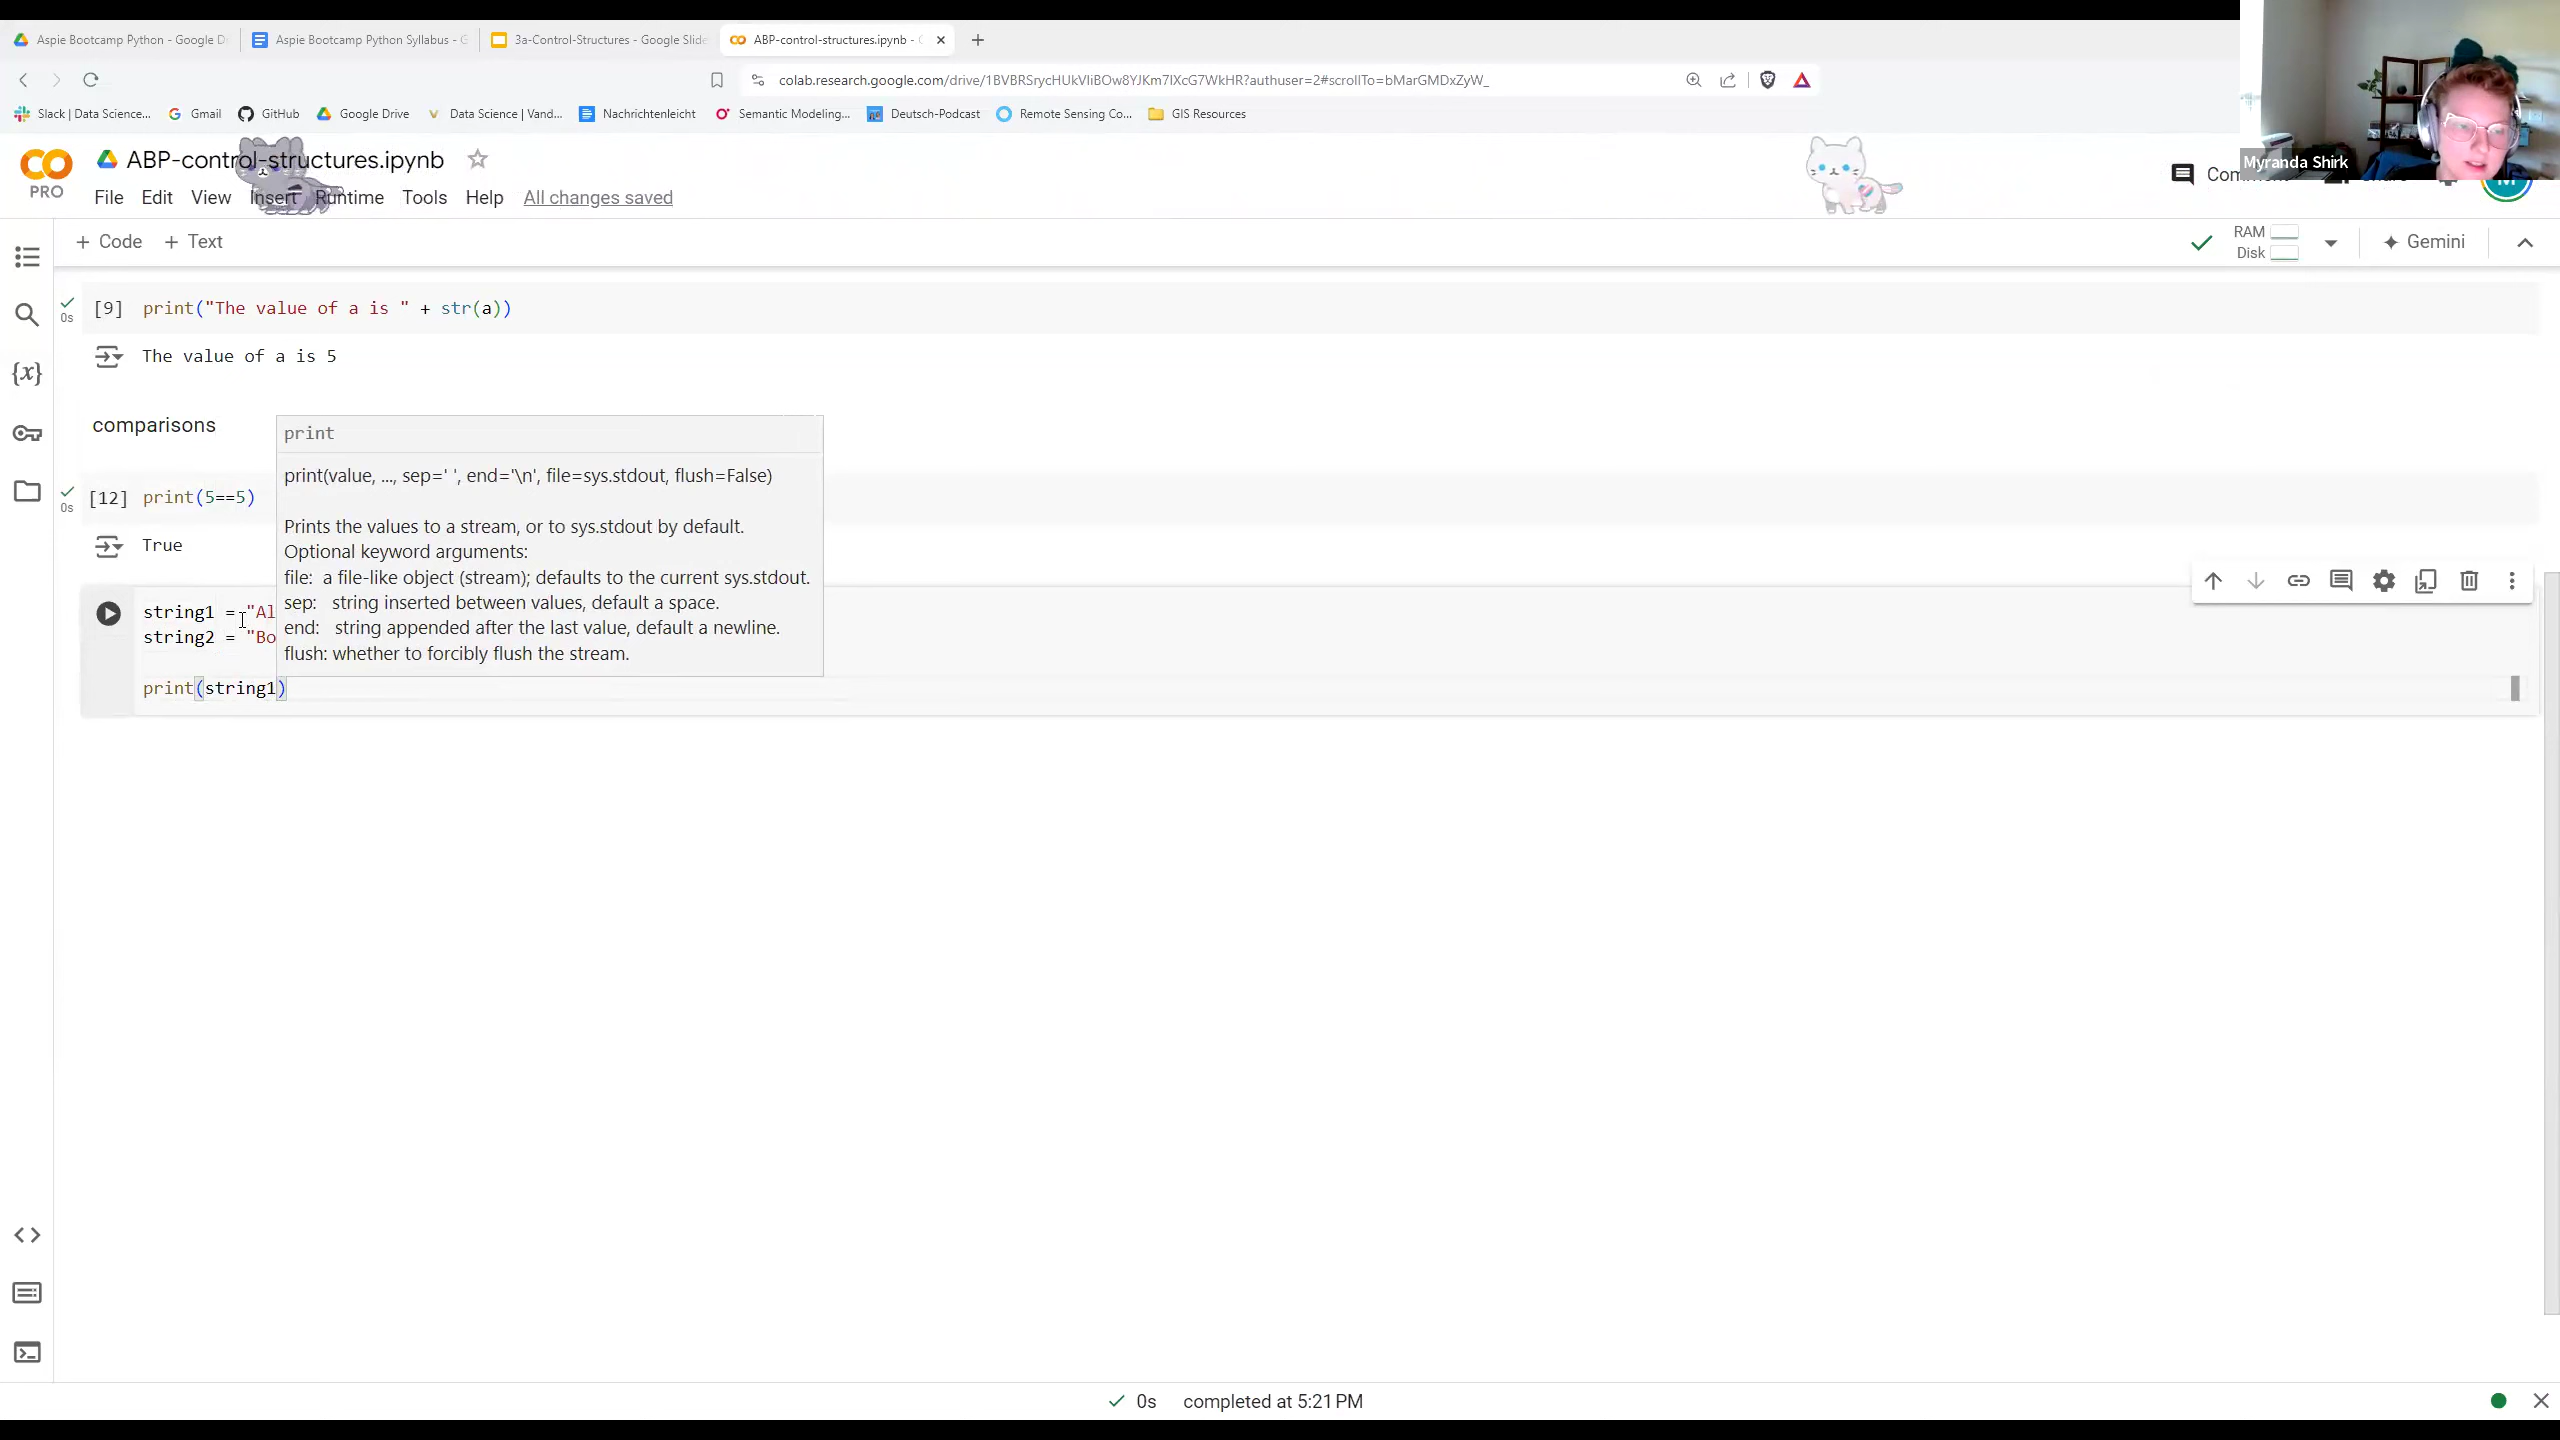 Aspie Bootcamp Python - Google D
Aspie Bootcamp Python Syllabus - G
3a-Control-Structures - Google Slide
ABP-control-structures.ipynb - C
colab.research.google.com/drive/1BVBRSrycHUkVIiBOw8YJKm7IXcG7WkHR?authuser=2#scrollTo=bMarGMDxZyW_
Slack | Data Science... Gmail GitHub Google Drive Data Science | Vand... Nachrichtenleicht Semantic Modeling... Deutsch-Podcast Remote Sensing Co... GIS Resources
Myranda Shirk
CO
PRO
ABP-control-structures.ipynb
File Edit View Insert Runtime Tools Help All changes saved
+ Code + Text
RAM
Disk
Gemini
[9] print("The value of a is " + str(a))
0s
The value of a is 5
comparisons
[12] print(5==5)
0s
True
print
print(value, ..., sep=' ', end='\n', file=sys.stdout, flush=False)
Prints the values to a stream, or to sys.stdout by default.
Optional keyword arguments:
file: a file-like object (stream); defaults to the current sys.stdout.
sep: string inserted between values, default a space.
end: string appended after the last value, default a newline.
flush: whether to forcibly flush the stream.
string1 = "Al
string2 = "Bo
print(string1)
0s completed at 5:21 PM